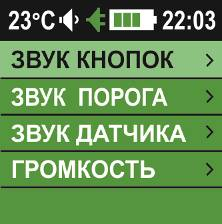 23°C 22:03
ЗВУК КНОПОК
ЗВУК ПОРОГА
ЗВУК ДАТЧИКА
ГРОМКОСТЬ